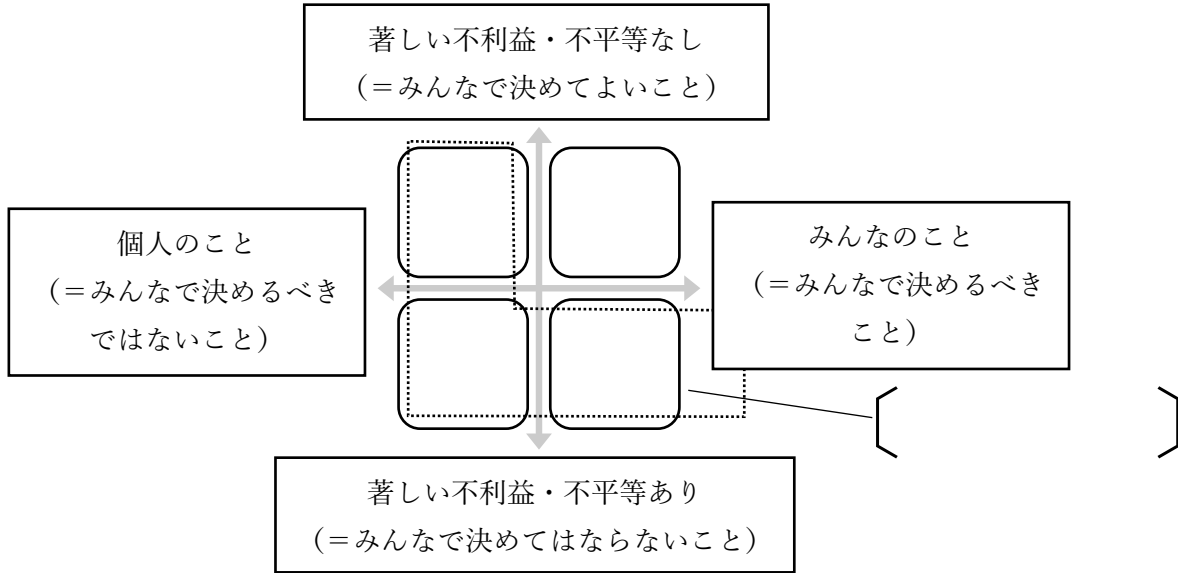 著しい不利益・不平等なし
（＝みんなで決めてよいこと）
個人のこと
（＝みんなで決めるべき
ではないこと）
みんなのこと
（＝みんなで決めるべき
こと）
著しい不利益・不平等あり
（＝みんなで決めてはならないこと）